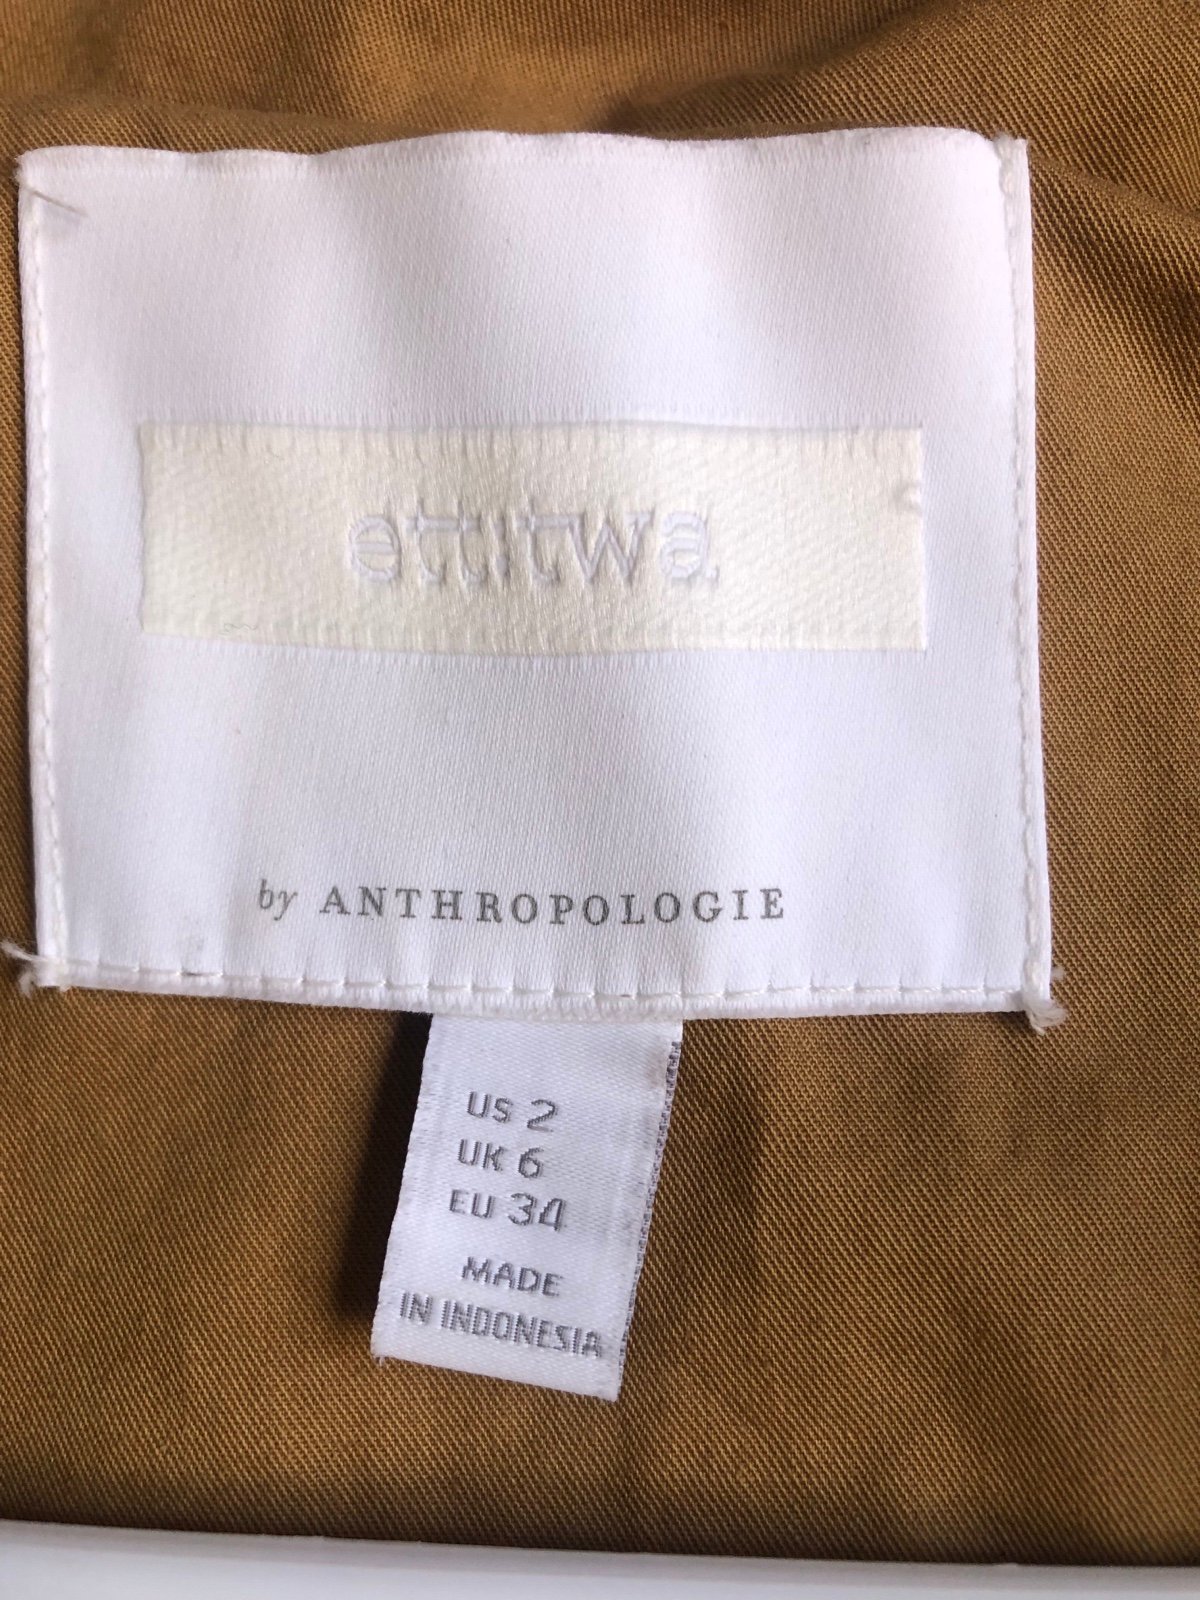 ettitwa
by ANTHROPOLOGIE
US 2
UK 6
EU 34
MADE
IN INDONESIA